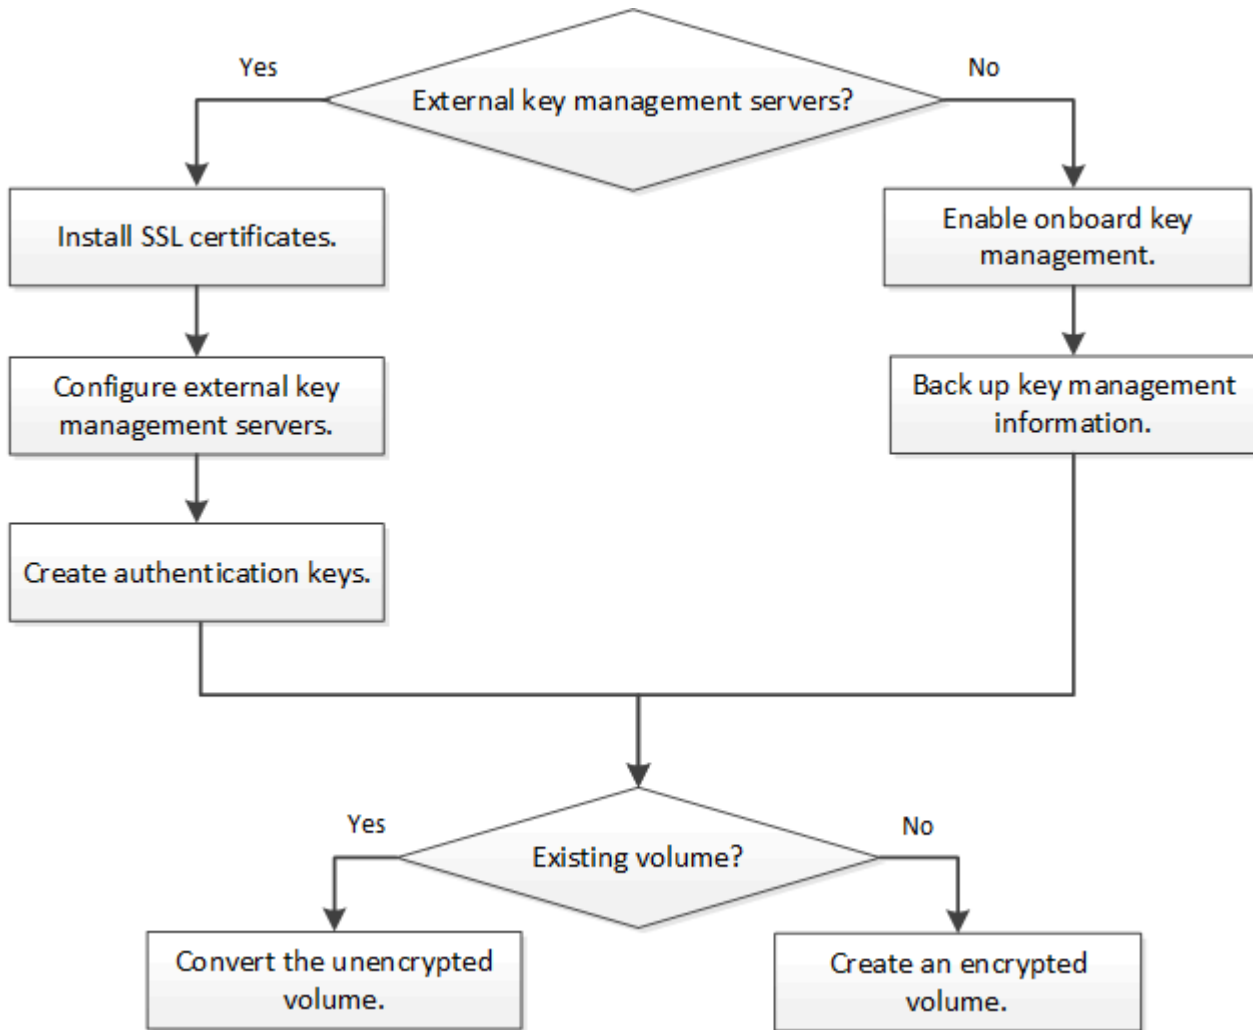 Yes
No
External key management servers?
Install SSL certificates.
Enable onboard key
management.
Configure external key
management servers.
Back up key management
information.
Create authentication keys.
Yes
No
Existing volume?
Convert the unencrypted
volume.
Create an encrypted
volume.